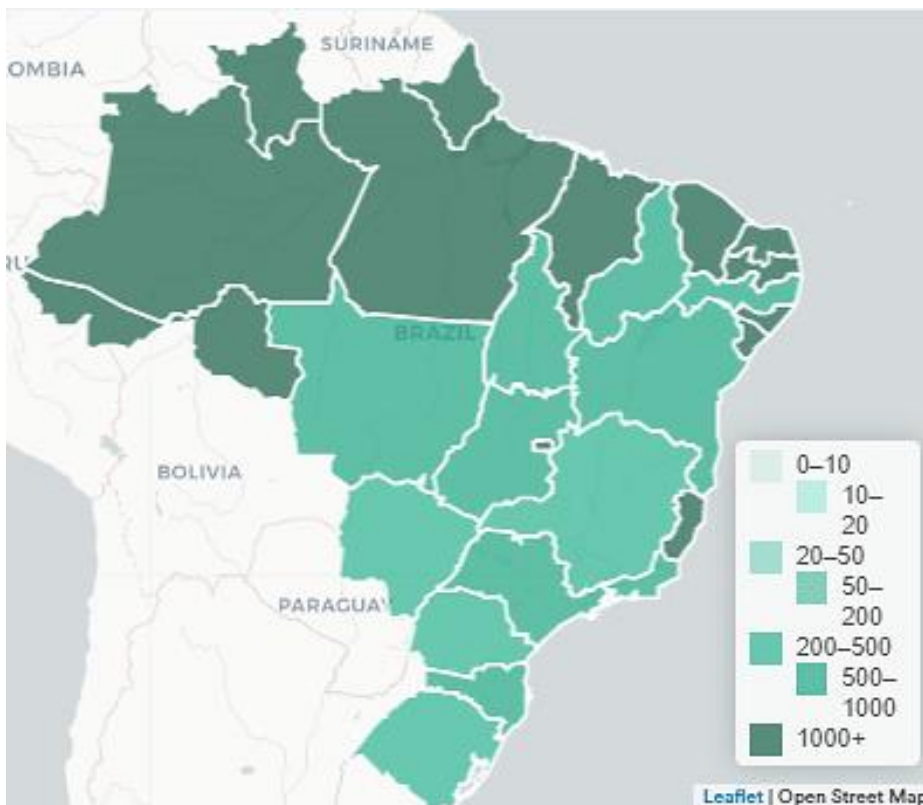 SURINAME
OMBIA
RU
BRAZIL
BOLIVIA
PARAGUAY
0–10
10–
20
20–50
50–
200
200–500
500–
1000
1000+
Leaflet | Open Street Map